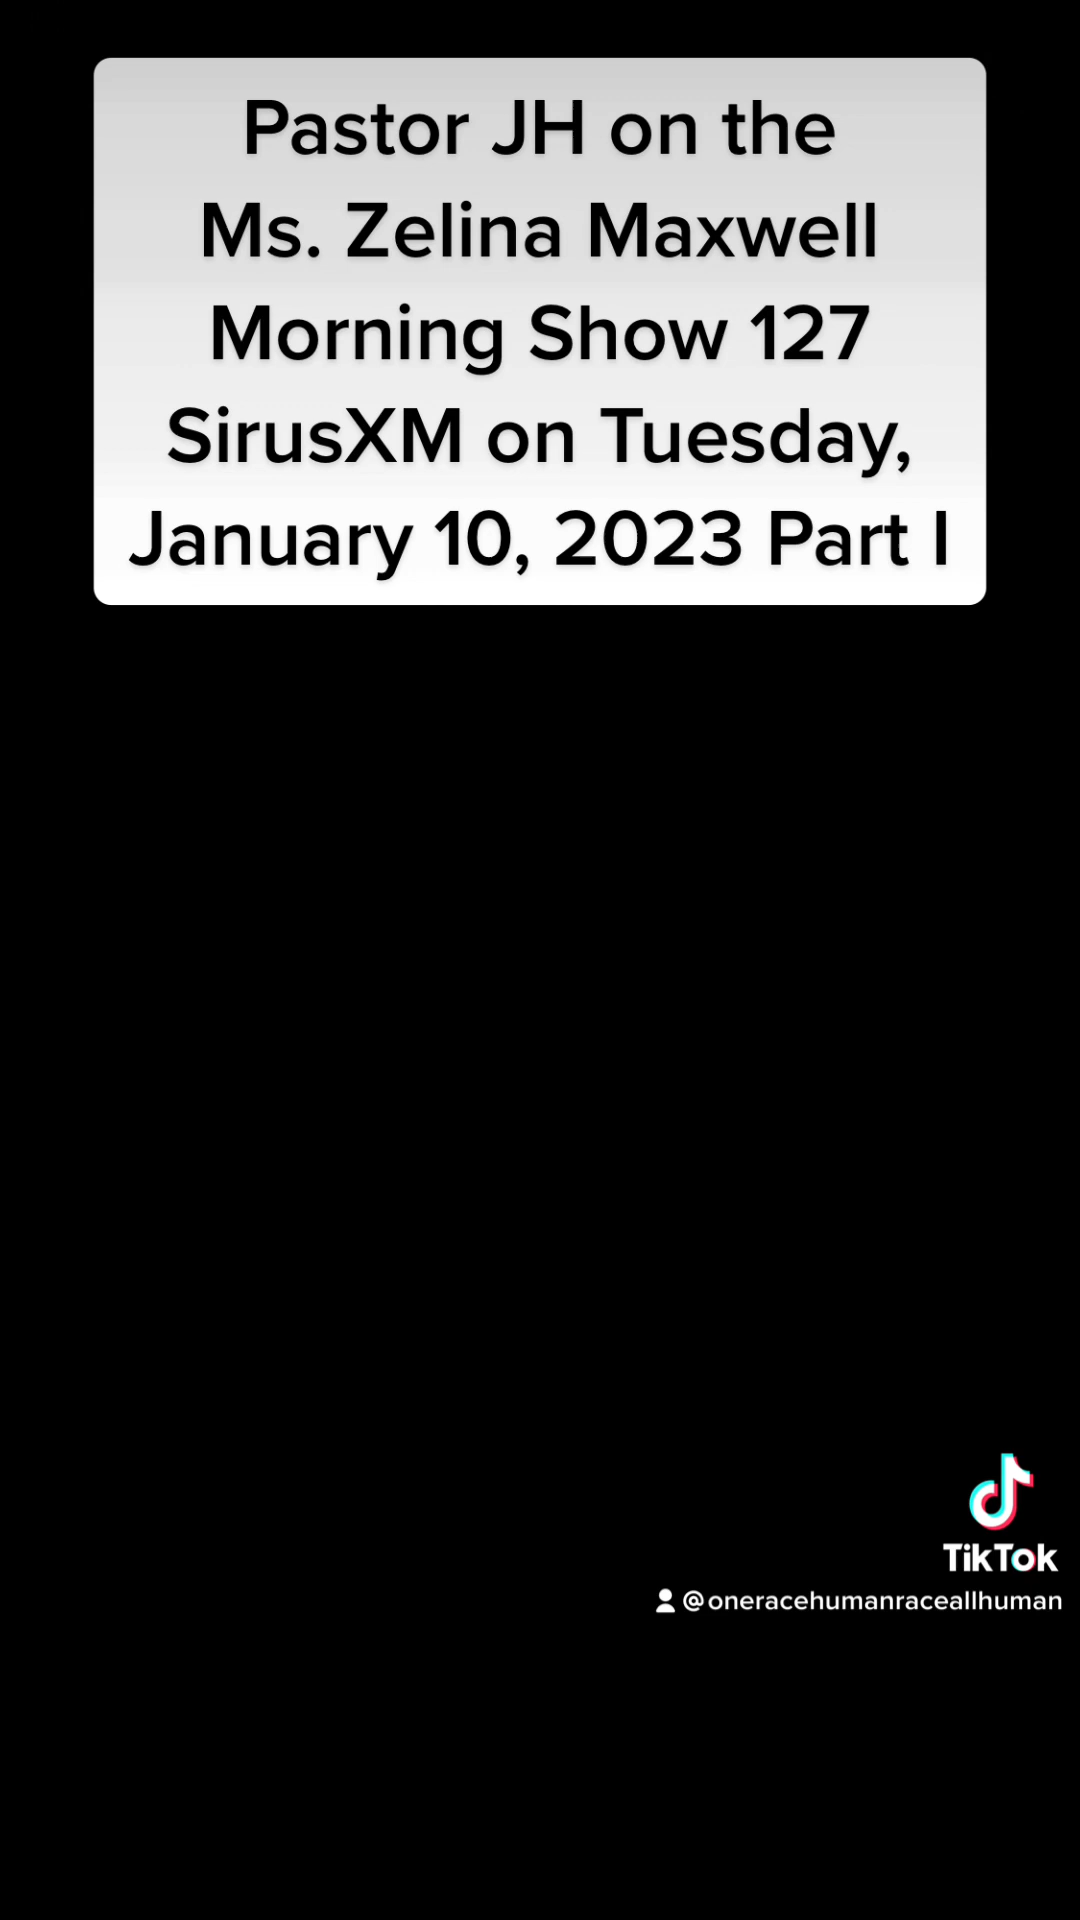 Pastor JH on the
Ms. Zelina Maxwell
Morning Show 127
SirusXM on Tuesday,
January 10, 2023 Part I
TikTok
@oneracehumanraceallhuman